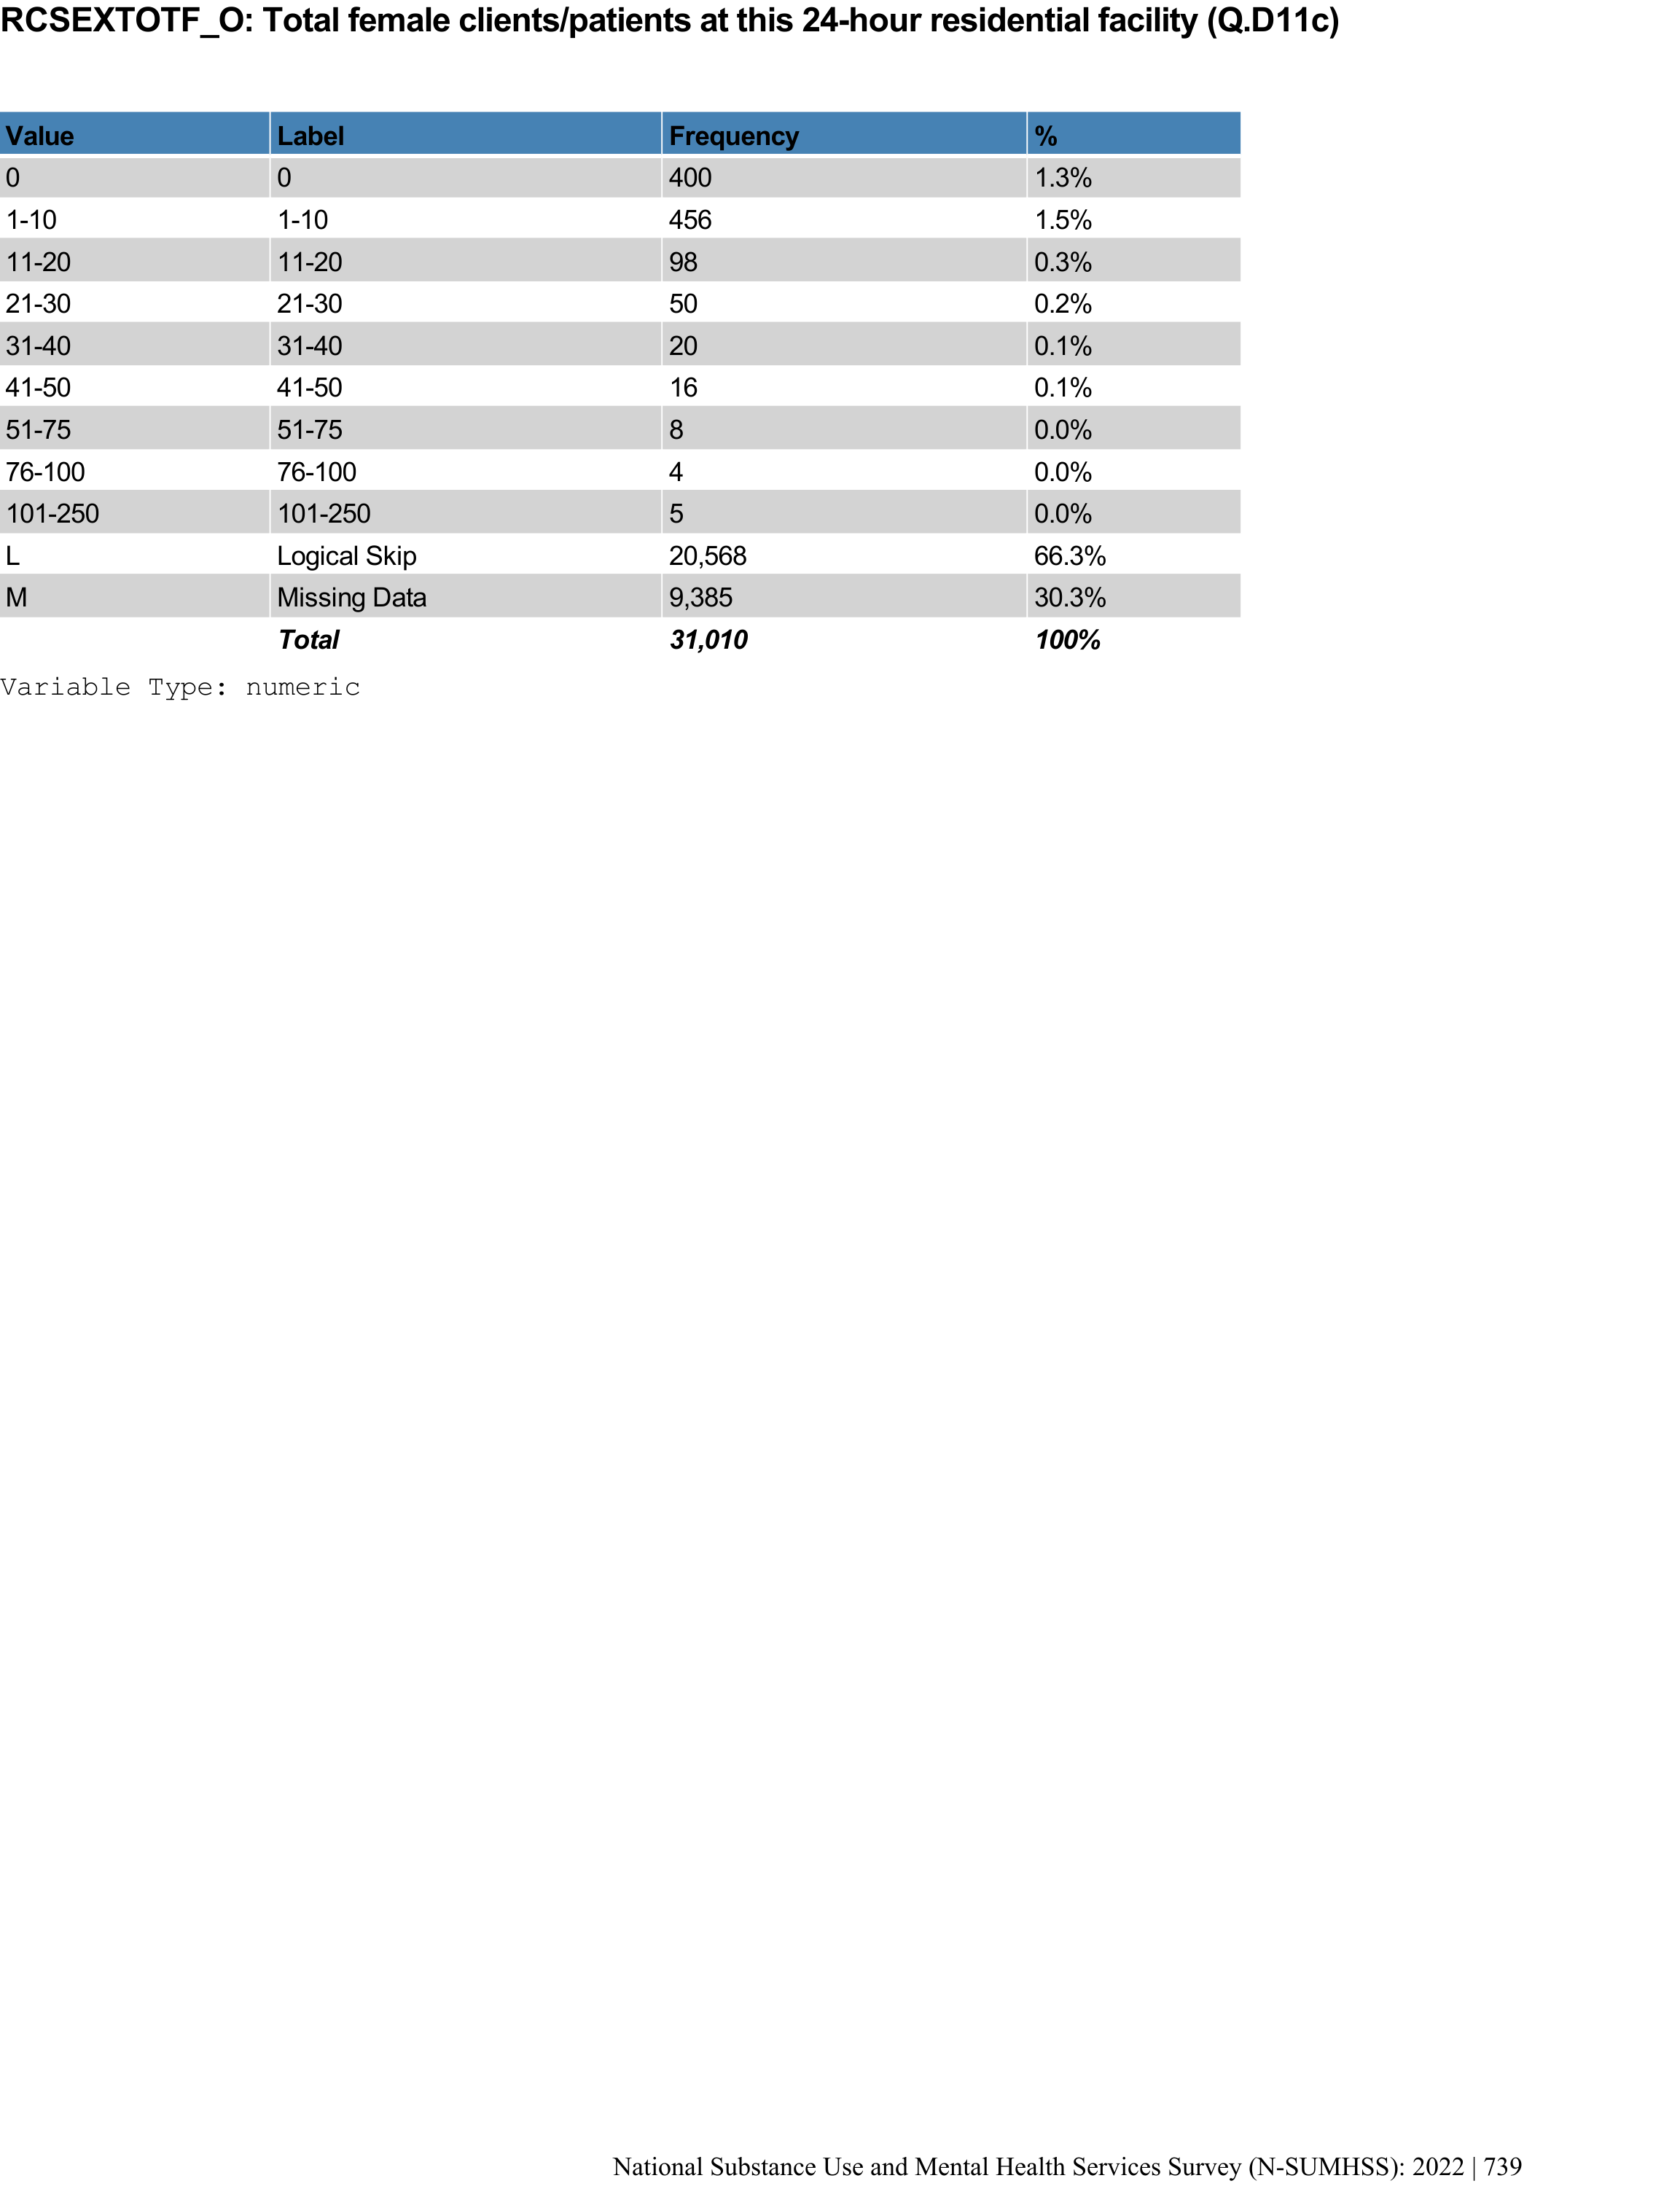 RCSEXTOTF_O: Total female clients/patients at this 24-hour residential facility (Q.D11c)
Value Label Frequency %
0 0 400 1.3%
1-10 1-10 456 1.5%
11-20 11-20 98 0.3%
21-30 21-30 50 0.2%
31-40 31-40 20 0.1%
41-50 41-50 16 0.1%
51-75 51-75 8 0.0%
76-100 76-100 4 0.0%
101-250 101-250 5 0.0%
L Logical Skip 20,568 66.3%
M Missing Data 9,385 30.3%
Total 31,010 100%
Variable Type: numeric
National Substance Use and Mental Health Services Survey (N-SUMHSS): 2022 | 739